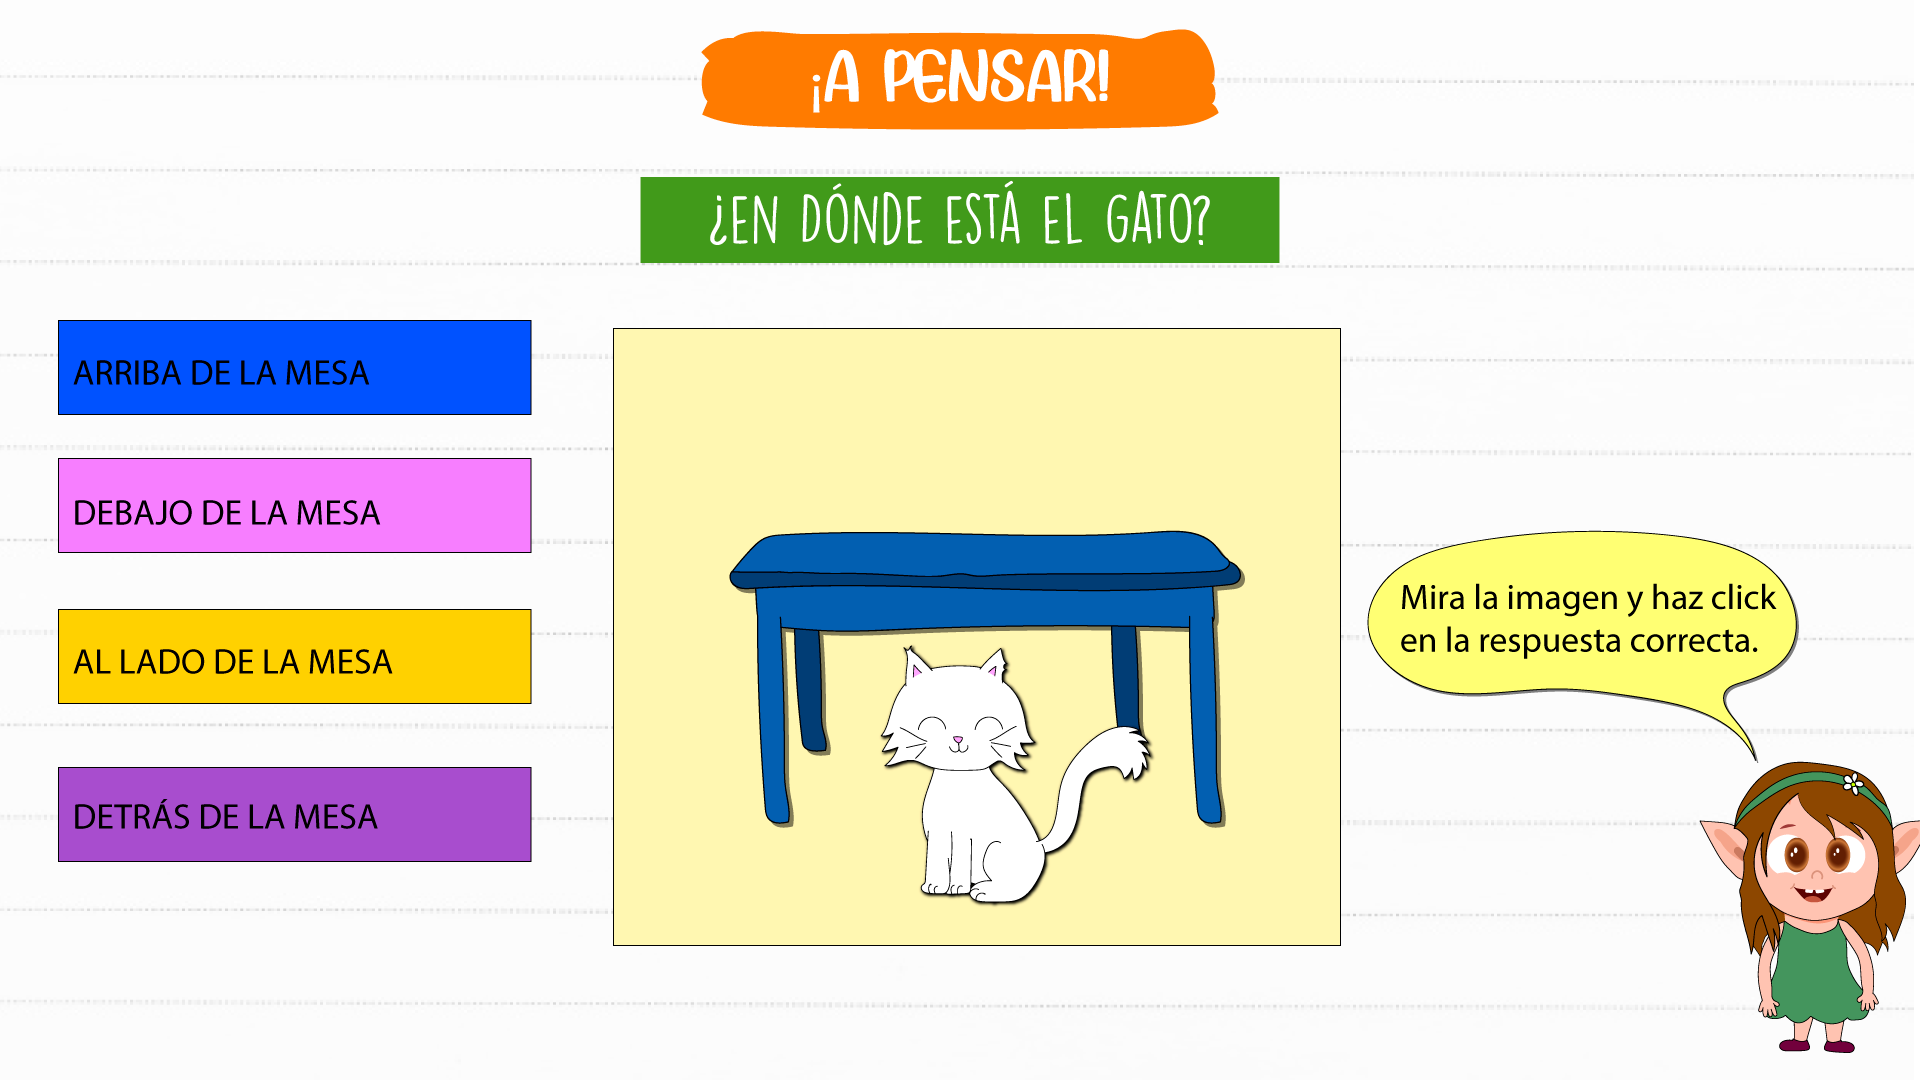 ¡A PENSAR!
¿EN DÓNDE ESTÁ EL GATO?
ARRIBA DE LA MESA
DEBAJO DE LA MESA
AL LADO DE LA MESA
DETRÁS DE LA MESA
Mira la imagen y haz click
en la respuesta correcta.